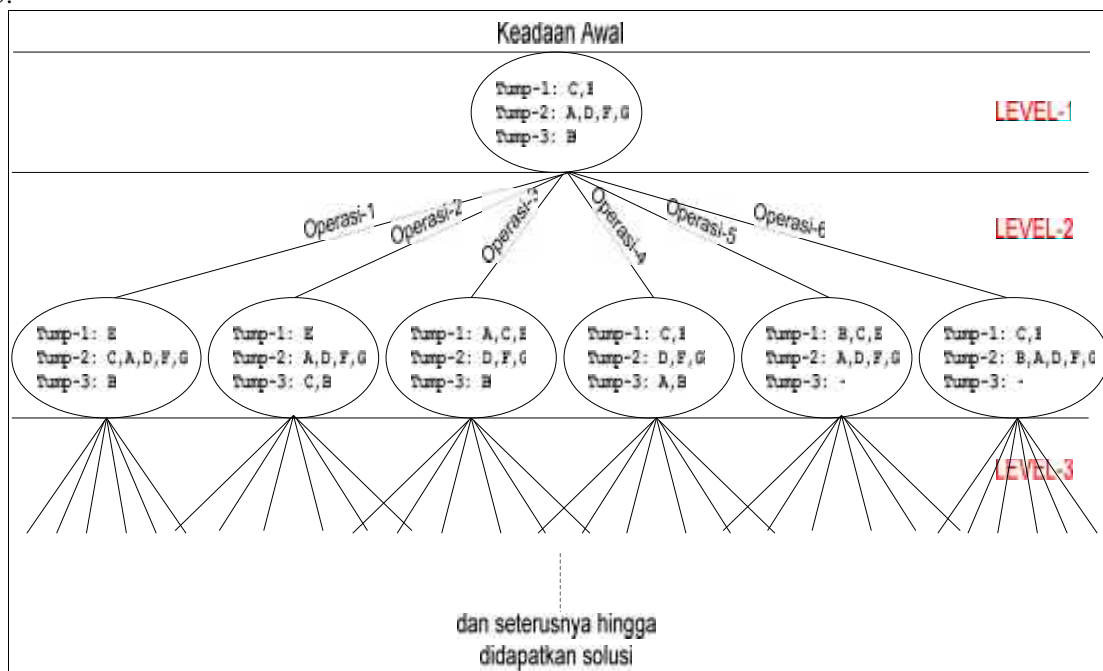 Keadaan Awal
Tump-1: C,E
Tump-2: A,D,F,G
Tump-3: B
LEVEL-1
Operasi-1
Operasi-2
Operasi-3
Operasi-4
Operasi-5
Operasi-6
LEVEL-2
Tump-1: E
Tump-2: C,A,D,F,G
Tump-3: B
Tump-1: E
Tump-2: A,D,F,G
Tump-3: C,B
Tump-1: A,C,E
Tump-2: D,F,G
Tump-3: B
Tump-1: C,E
Tump-2: D,F,G
Tump-3: A,B
Tump-1: B,C,E
Tump-2: A,D,F,G
Tump-3: -
Tump-1: C,E
Tump-2: B,A,D,F,G
Tump-3: -
LEVEL-3
dan seterusnya hingga
didapatkan solusi